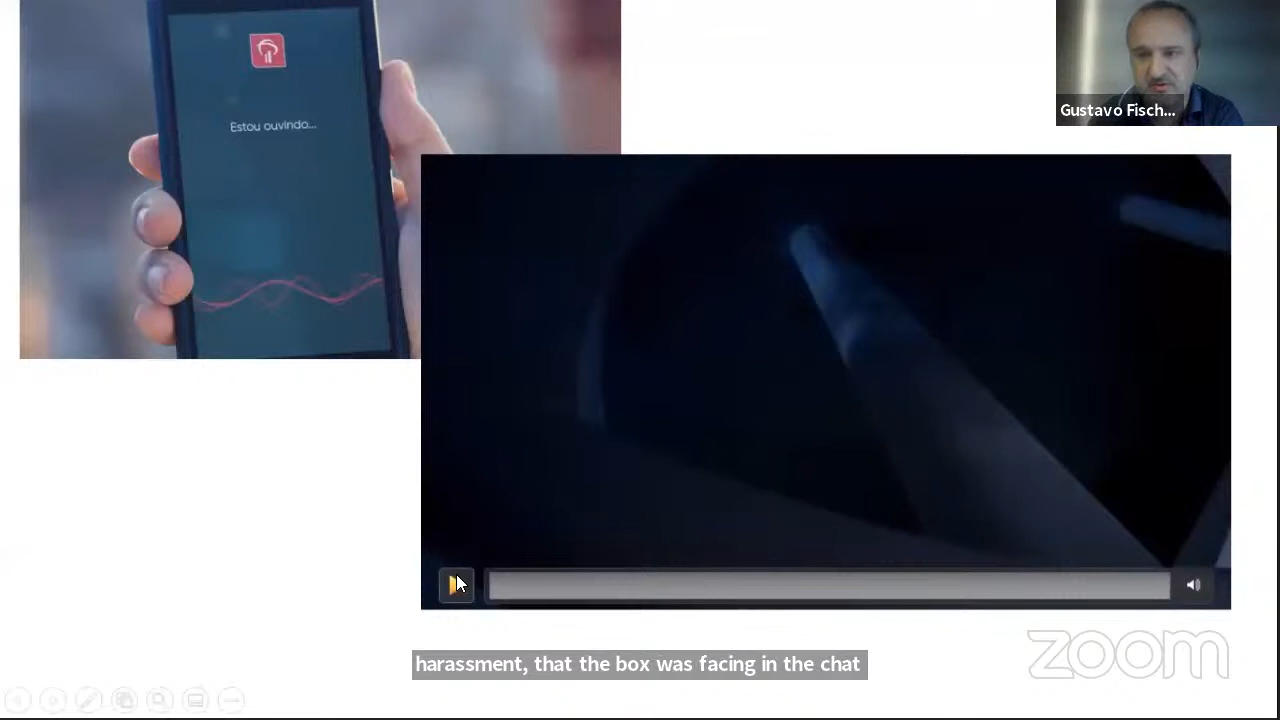 Estou ouvindo...
Gustavo Fisch...
harassment, that the box was facing in the chat
zoom